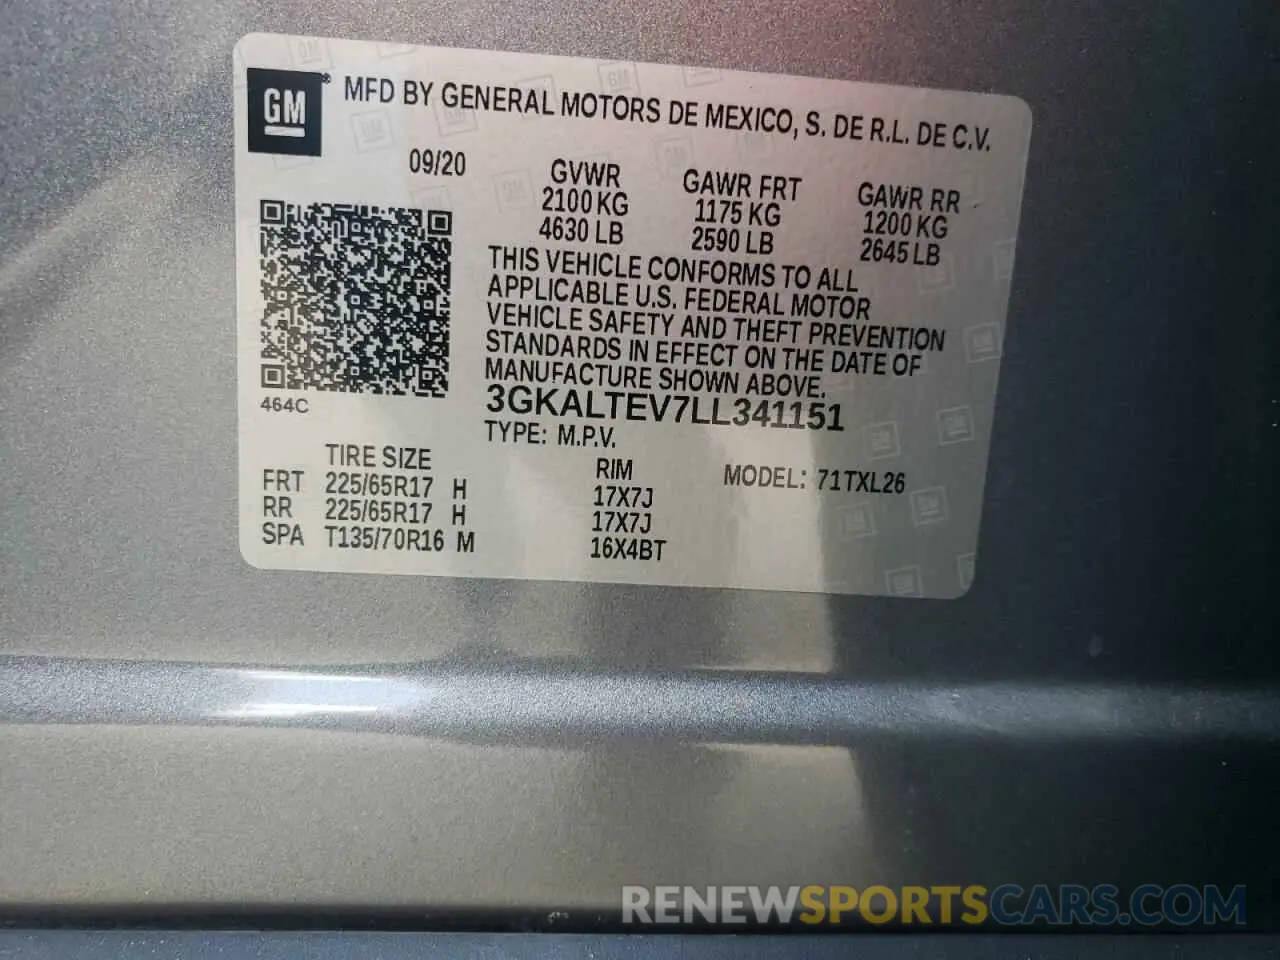 GM
MFD BY GENERAL MOTORS DE MEXICO, S. DE R.L. DE C.V.
09/20
GVWR GAWR FRT GAWR RR
2100 KG 1175 KG 1200 KG
4630 LB 2590 LB 2645 LB
THIS VEHICLE CONFORMS TO ALL
APPLICABLE U.S. FEDERAL MOTOR
VEHICLE SAFETY AND THEFT PREVENTION
STANDARDS IN EFFECT ON THE DATE OF
MANUFACTURE SHOWN ABOVE.
464C
3GKALTEV7LL341151
TYPE: M.P.V.
TIRE SIZE RIM MODEL: 71TXL26
FRT 225/65R17 H 17X7J
RR 225/65R17 H 17X7J
SPA T135/70R16 M 16X4BT
RENEWSPORTSCARS.COM